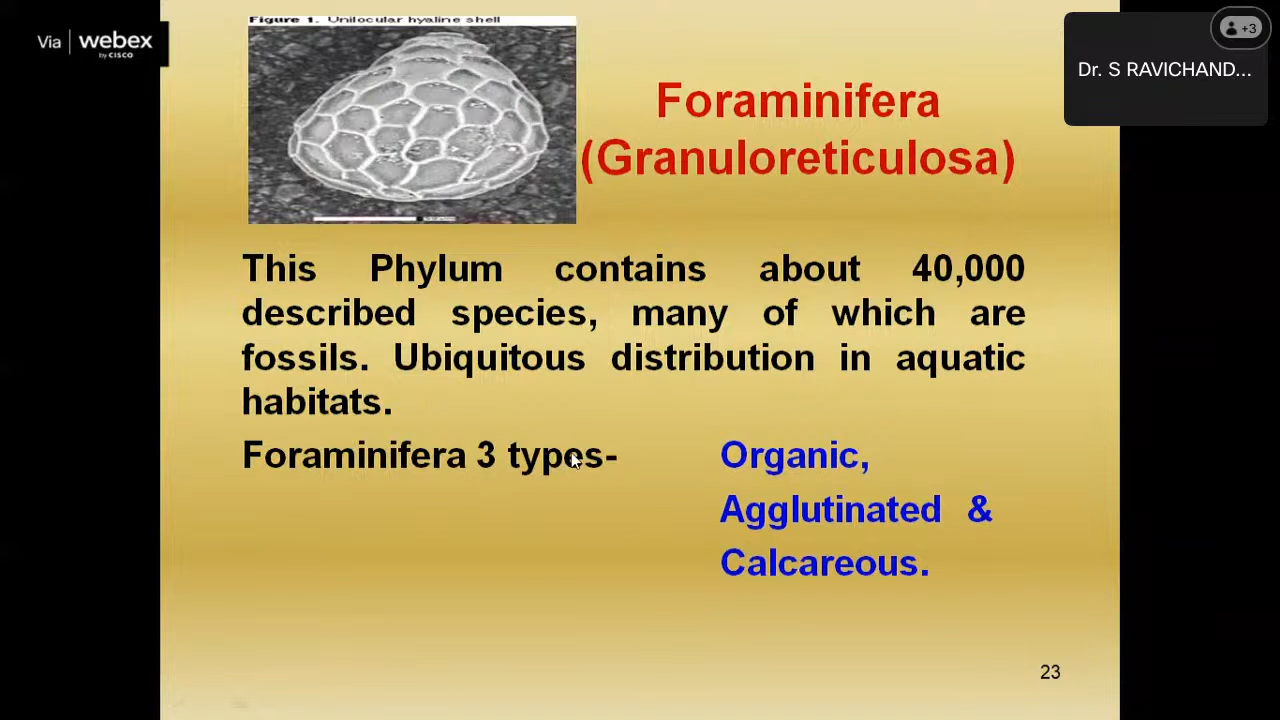 Via webex
by CISCO
Figure 1. Unilocular hyaline shell
+3
Dr. S RAVICHAND...
Foraminifera
(Granuloreticulosa)
This Phylum contains about 40,000
described species, many of which are
fossils. Ubiquitous distribution in aquatic
habitats.
Foraminifera 3 types- Organic,
Agglutinated &
Calcareous.
23